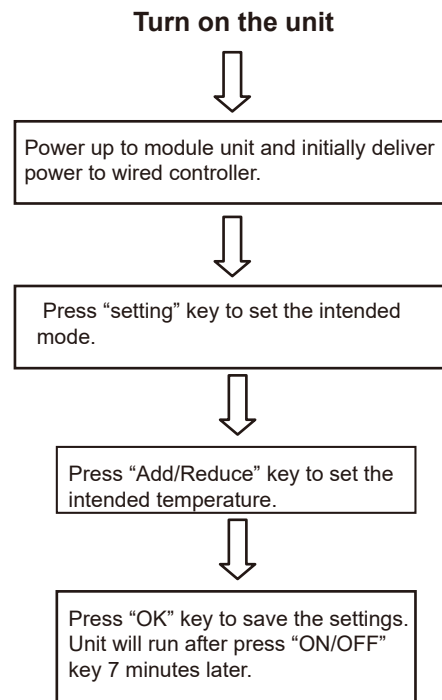 Turn on the unit
Power up to module unit and initially deliver
power to wired controller.
Press “setting” key to set the intended
mode.
Press “Add/Reduce” key to set the
intended temperature.
Press “OK” key to save the settings.
Unit will run after press “ON/OFF”
key 7 minutes later.